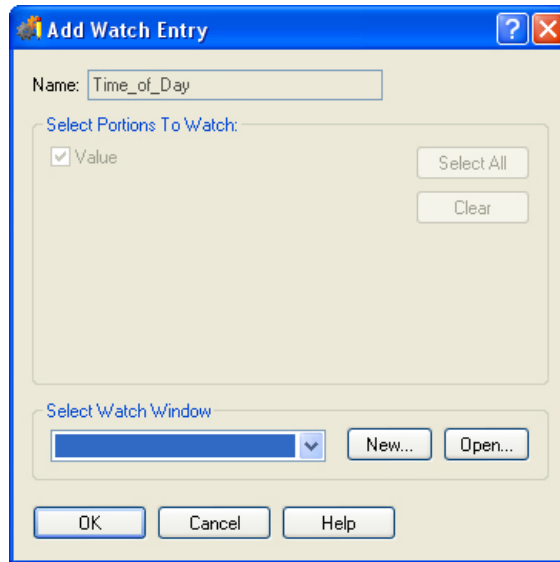 Add Watch Entry
Name: Time_of_Day
Select Portions To Watch:
Value
Select All
Clear
Select Watch Window
New... Open...
OK Cancel Help